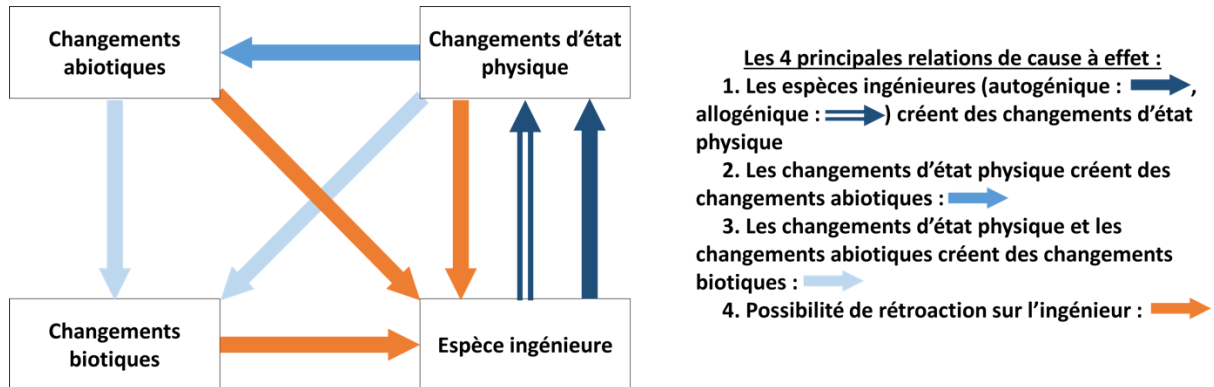 Changements
abiotiques
Changements d’état
physique
Changements
biotiques
Espèce ingénieure
Les 4 principales relations de cause à effet :
1. Les espèces ingénieures (autogénique : ,
allogénique : ) créent des changements d’état
physique
2. Les changements d’état physique créent des
changements abiotiques :
3. Les changements d’état physique et les
changements abiotiques créent des changements
biotiques :
4. Possibilité de rétroaction sur l’ingénieur :